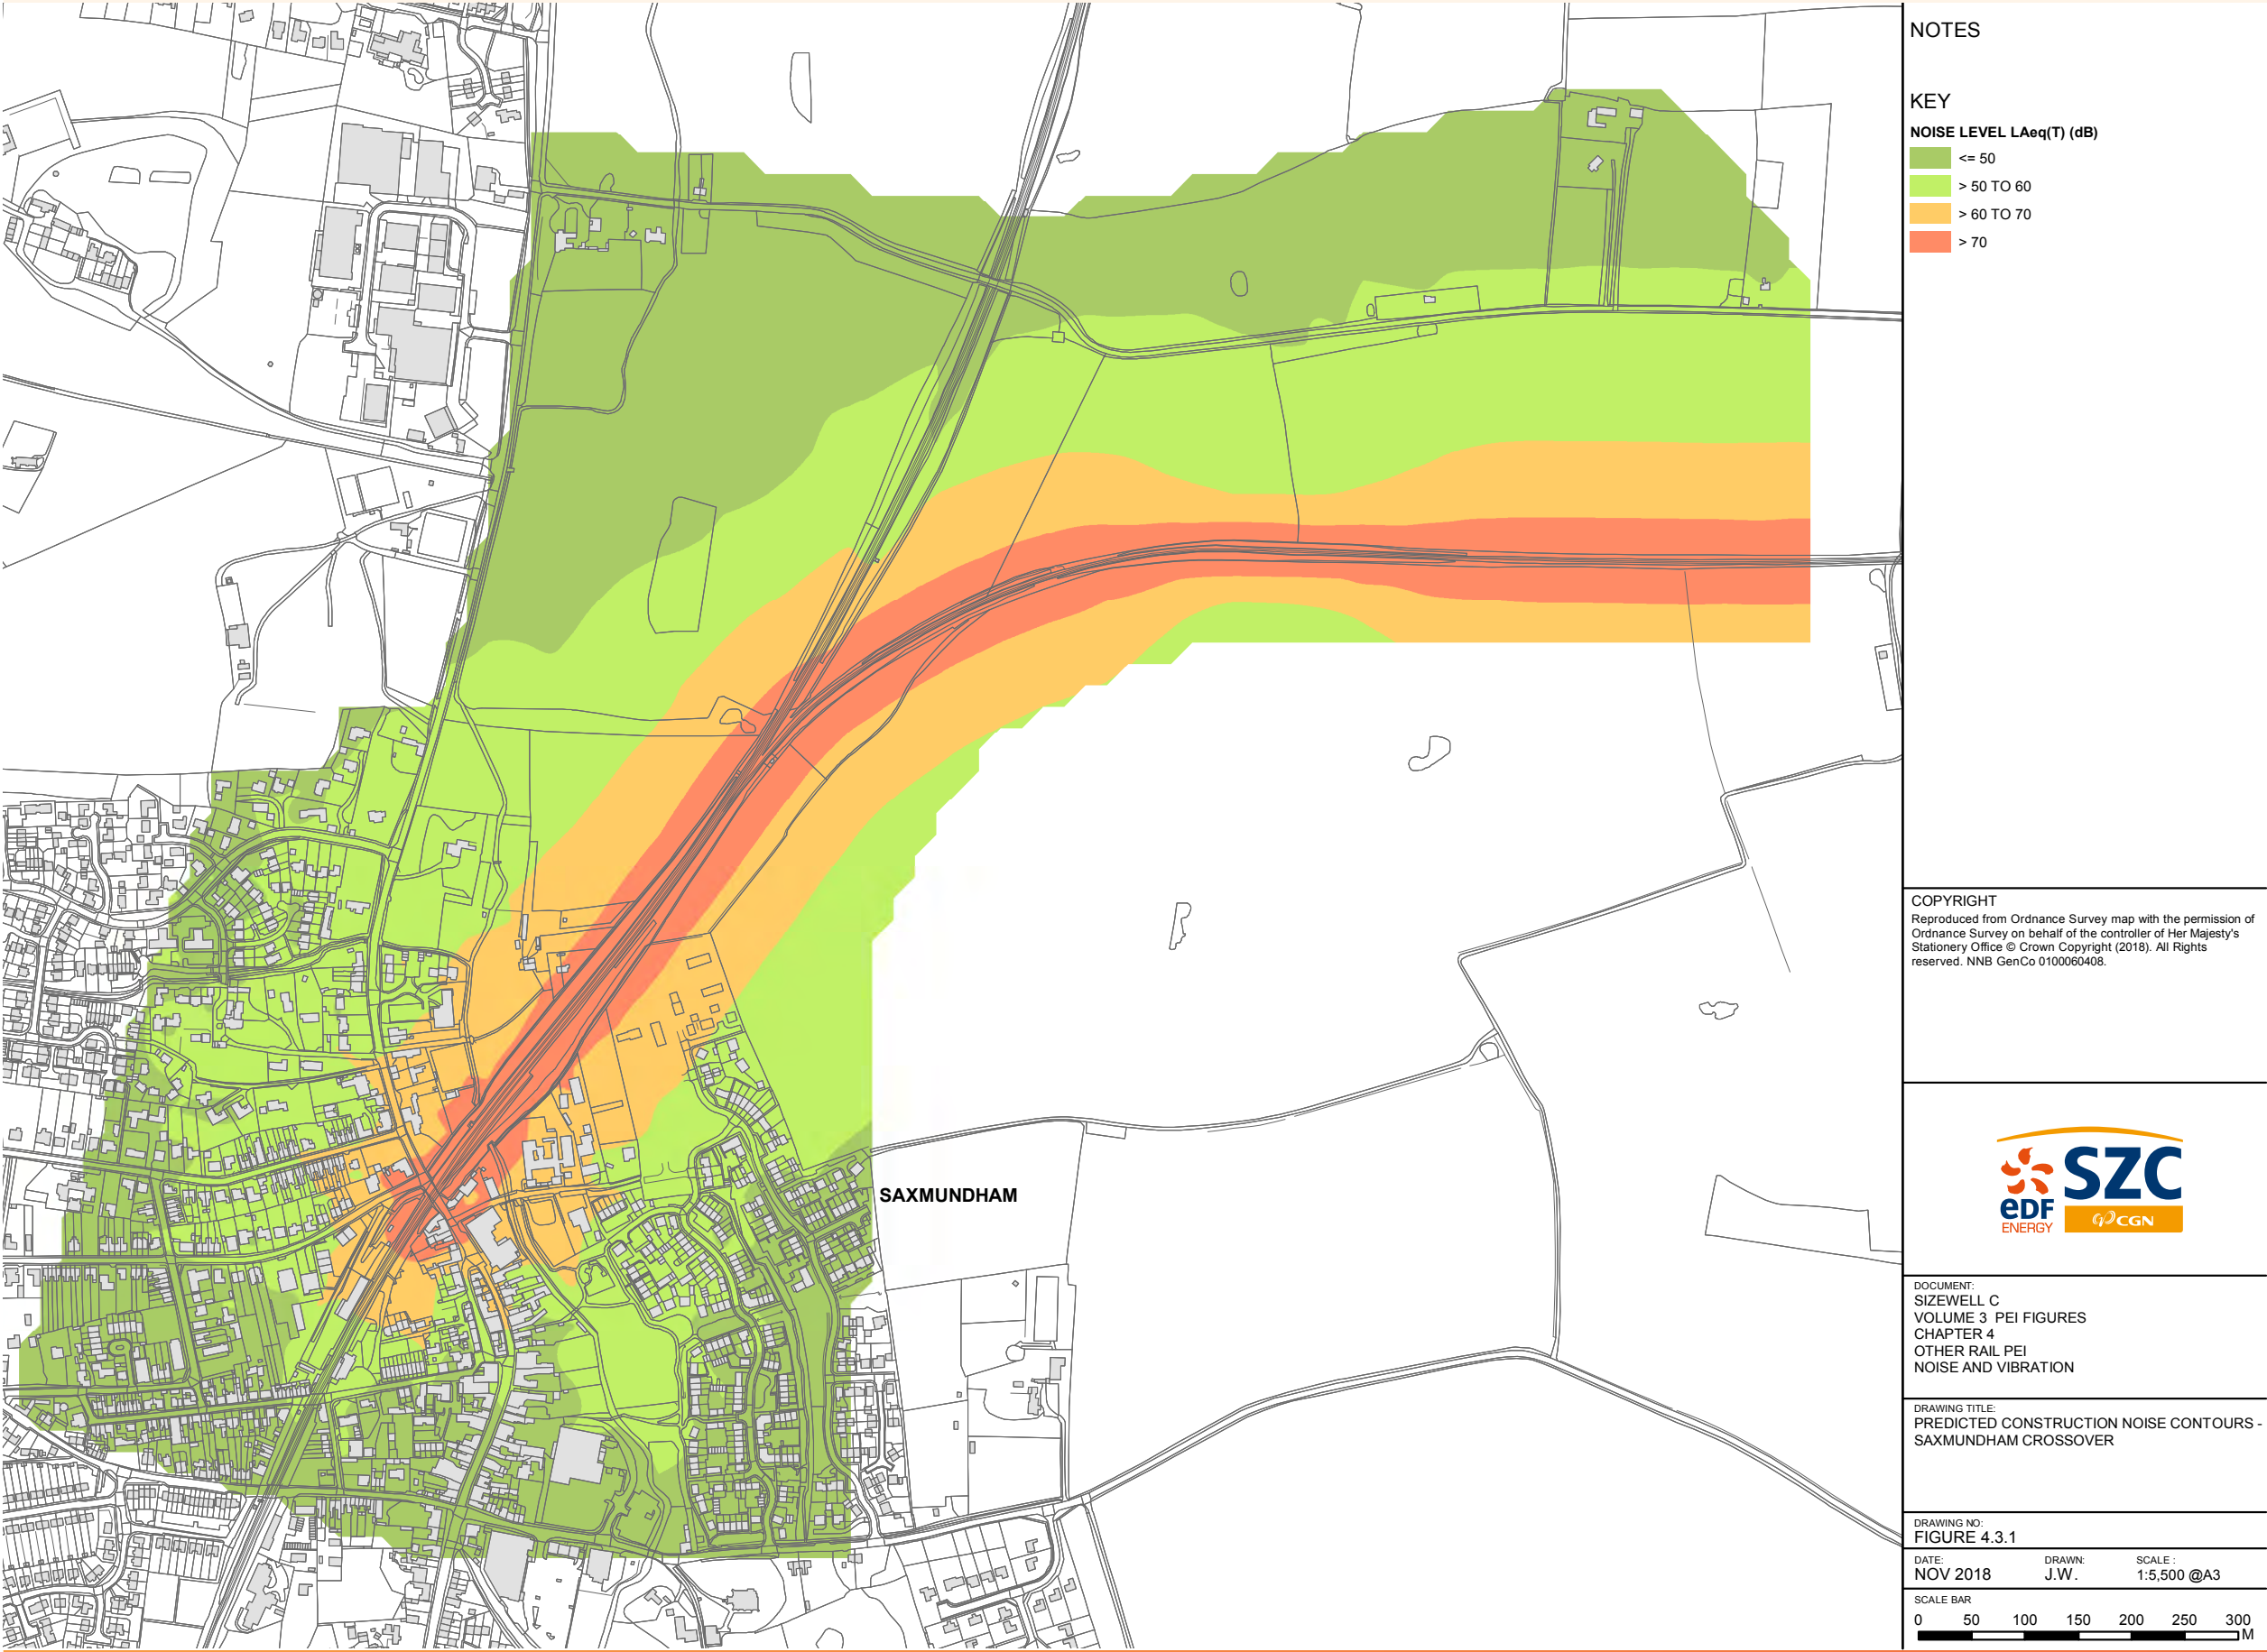 NOTES
KEY
NOISE LEVEL LAeq(T) (dB)
<= 50
> 50 TO 60
> 60 TO 70
> 70
SAXMUNDHAM
COPYRIGHT
Reproduced from Ordnance Survey map with the permission of
Ordnance Survey on behalf of the controller of Her Majesty's
Stationery Office © Crown Copyright (2018). All Rights
reserved. NNB GenCo 0100060408.
eDF
ENERGY
SZC
CGN
DOCUMENT:
SIZEWELL C
VOLUME 3 PEI FIGURES
CHAPTER 4
OTHER RAIL PEI
NOISE AND VIBRATION
DRAWING TITLE:
PREDICTED CONSTRUCTION NOISE CONTOURS -
SAXMUNDHAM CROSSOVER
DRAWING NO:
FIGURE 4.3.1
DATE: DRAWN: SCALE :
NOV 2018 J.W. 1:5,500 @A3
SCALE BAR
0 50 100 150 200 250 300
M